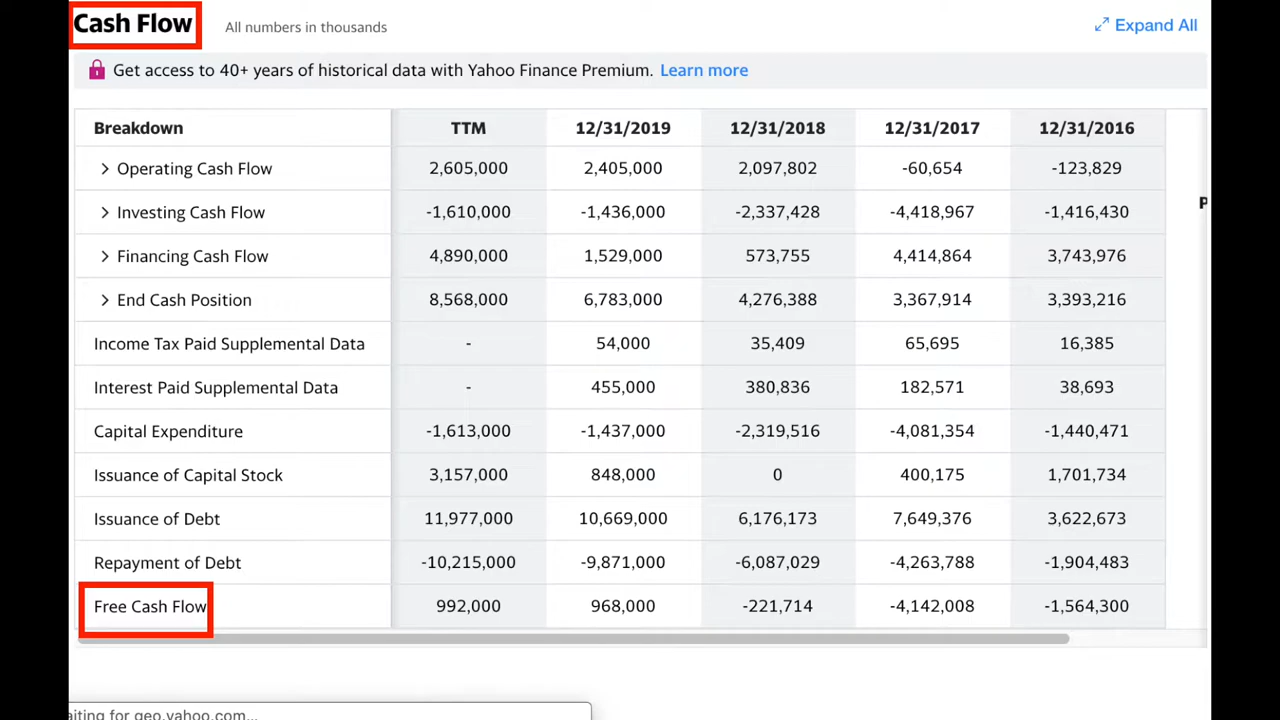 Cash Flow All numbers in thousands Expand All
Get access to 40+ years of historical data with Yahoo Finance Premium. Learn more
Breakdown TTM 12/31/2019 12/31/2018 12/31/2017 12/31/2016
Operating Cash Flow 2,605,000 2,405,000 2,097,802 -60,654 -123,829
Investing Cash Flow -1,610,000 -1,436,000 -2,337,428 -4,418,967 -1,416,430
Financing Cash Flow 4,890,000 1,529,000 573,755 4,414,864 3,743,976
End Cash Position 8,568,000 6,783,000 4,276,388 3,367,914 3,393,216
Income Tax Paid Supplemental Data - 54,000 35,409 65,695 16,385
Interest Paid Supplemental Data - 455,000 380,836 182,571 38,693
Capital Expenditure -1,613,000 -1,437,000 -2,319,516 -4,081,354 -1,440,471
Issuance of Capital Stock 3,157,000 848,000 0 400,175 1,701,734
Issuance of Debt 11,977,000 10,669,000 6,176,173 7,649,376 3,622,673
Repayment of Debt -10,215,000 -9,871,000 -6,087,029 -4,263,788 -1,904,483
Free Cash Flow 992,000 968,000 -221,714 -4,142,008 -1,564,300
aiting for geo.yahoo.com...